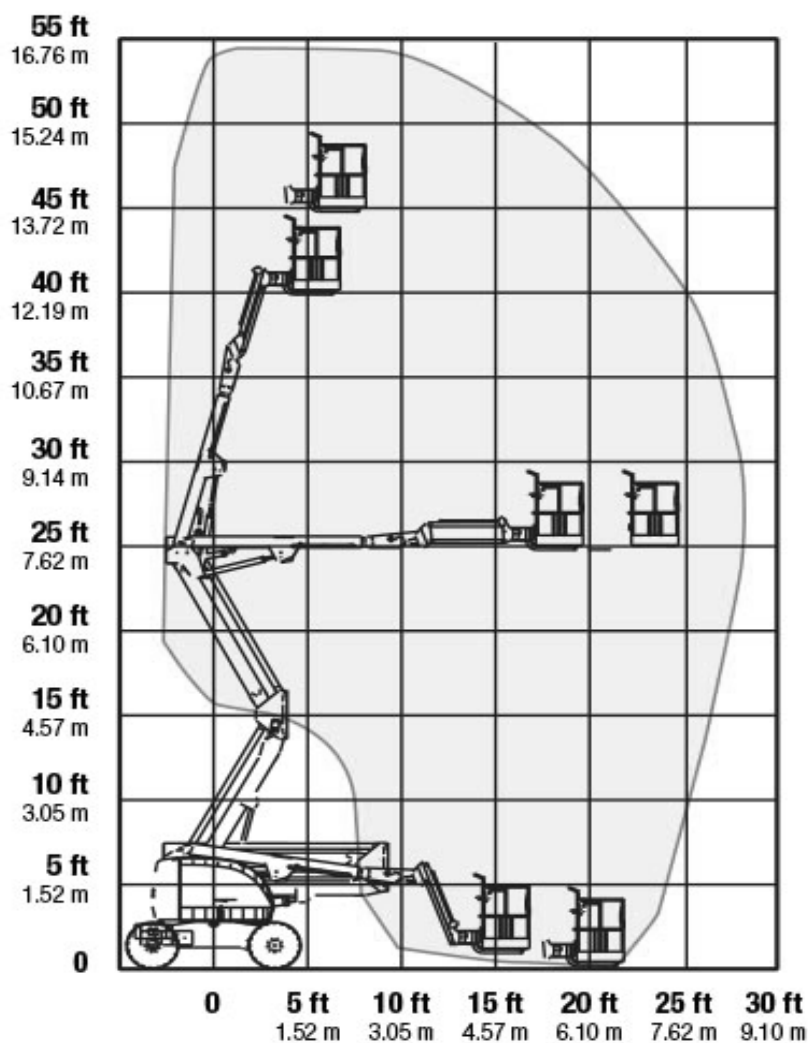 55 ft
16.76 m
50 ft
15.24 m
45 ft
13.72 m
40 ft
12.19 m
35 ft
10.67 m
30 ft
9.14 m
25 ft
7.62 m
20 ft
6.10 m
15 ft
4.57 m
10 ft
3.05 m
5 ft
1.52 m
0
0 5 ft 10 ft 15 ft 20 ft 25 ft 30 ft
1.52 m 3.05 m 4.57 m 6.10 m 7.62 m 9.10 m